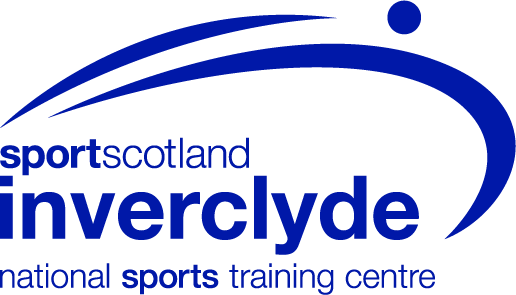 sportscotland
inverclyde
national sports training centre